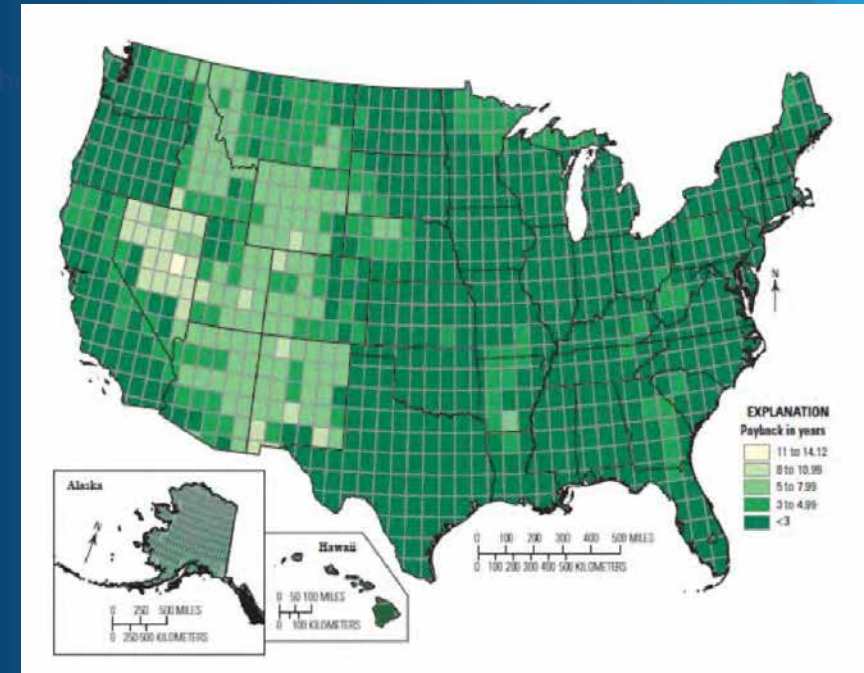 N
EXPLANATION
Payback in years
11 to 14.12
8 to 10.99
5 to 7.99
3 to 4.99
<3
Alaska
N
0 250 500 MILES
0 250 500 KILOMETERS
Hawaii
0 50 100 MILES
0 100 KILOMETERS
0 100 200 300 400 500 MILES
0 100 200 300 400 500 KILOMETERS